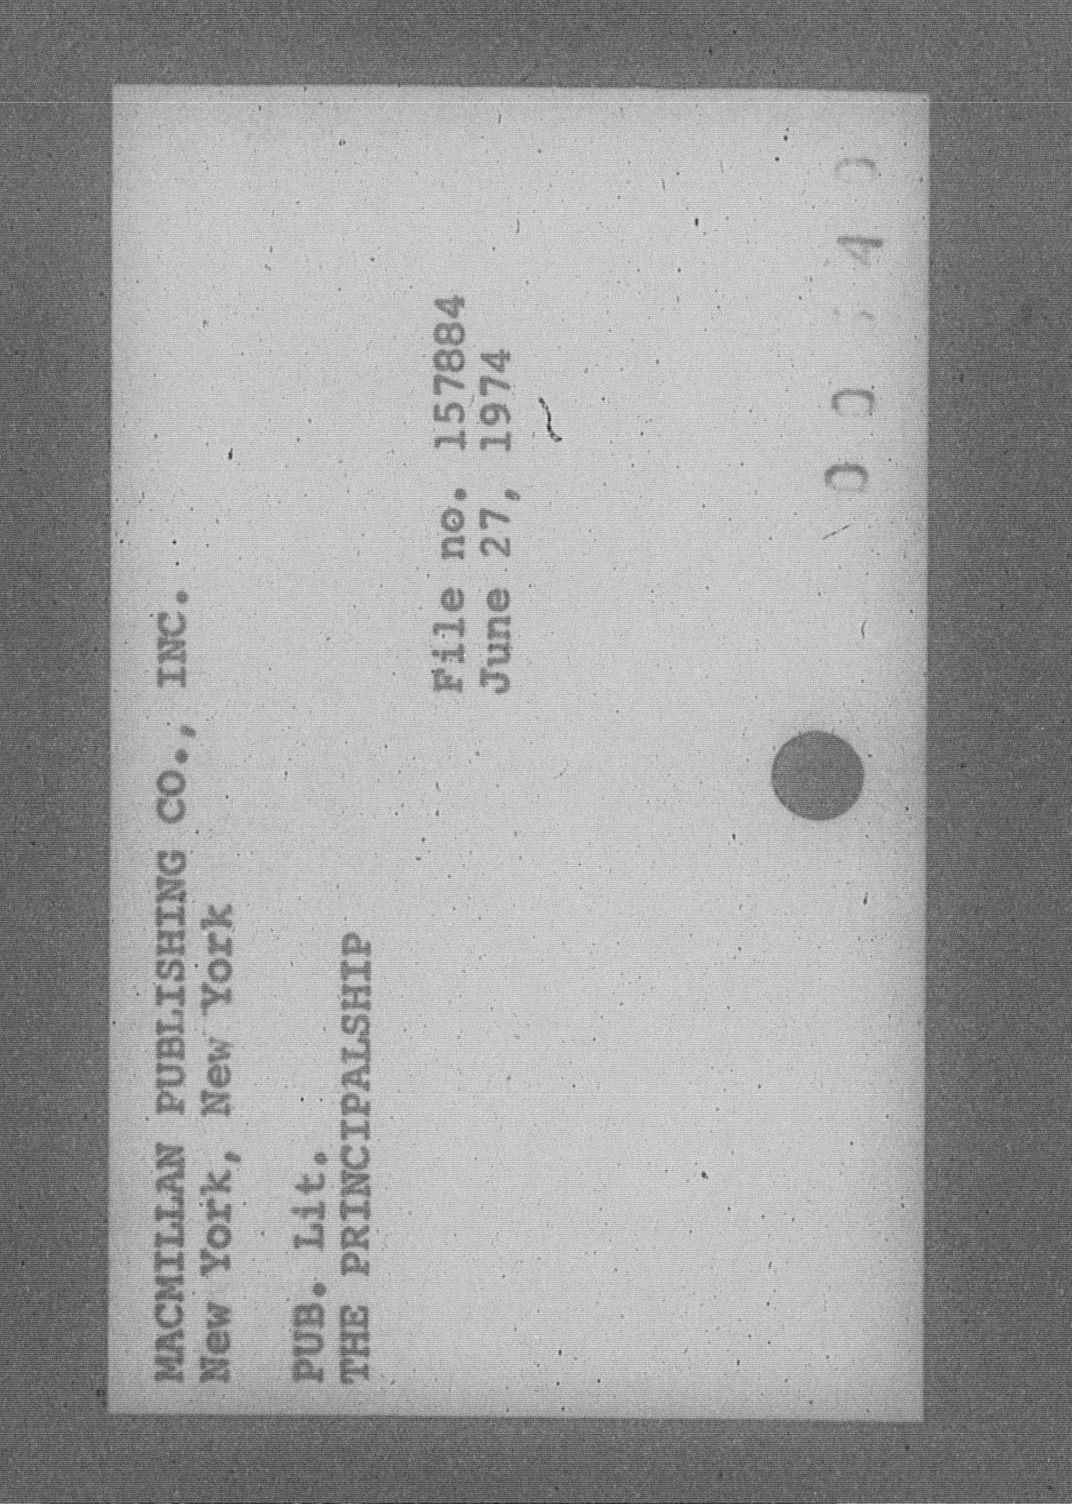 MACMILLAN PUBLISHING CO., INC.
New York, New York
PUB. Lit.
THE PRINCIPALSHIP
File no. 157884
June 27, 1974